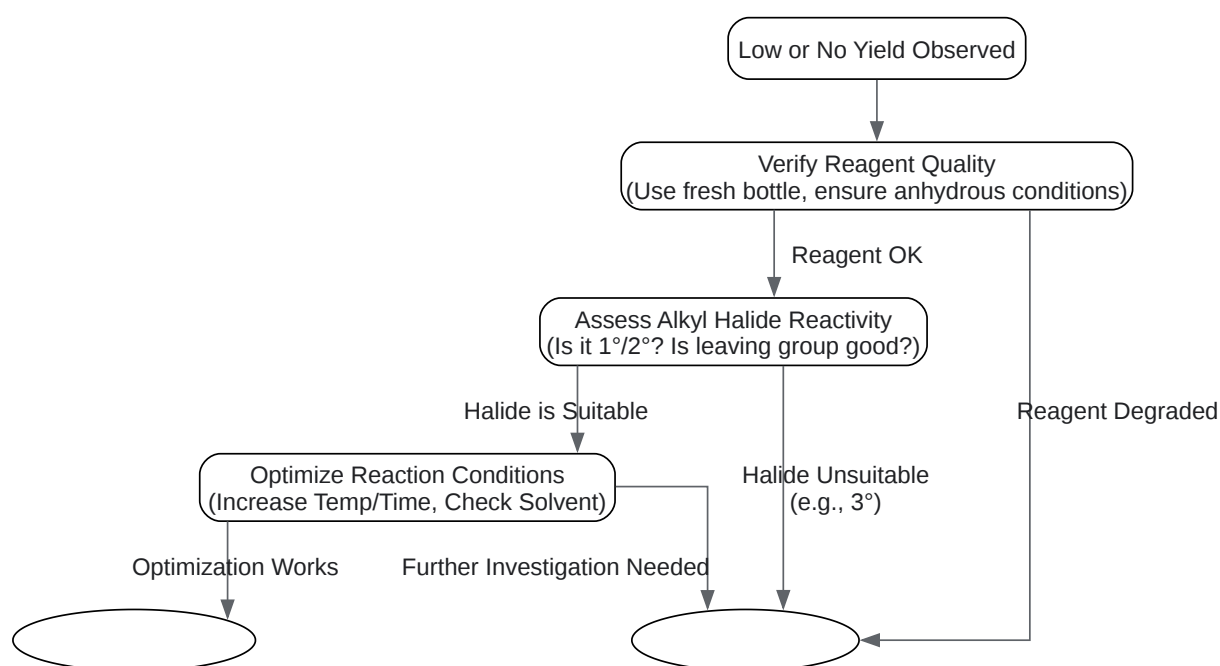 Low or No Yield Observed
Verify Reagent Quality
(Use fresh bottle, ensure anhydrous conditions)
Reagent OK
Assess Alkyl Halide Reactivity
(Is it 1°/2°? Is leaving group good?)
Halide is Suitable
Reagent Degraded
Optimize Reaction Conditions
(Increase Temp/Time, Check Solvent)
Halide Unsuitable
(e.g., 3°)
Optimization Works
Further Investigation Needed